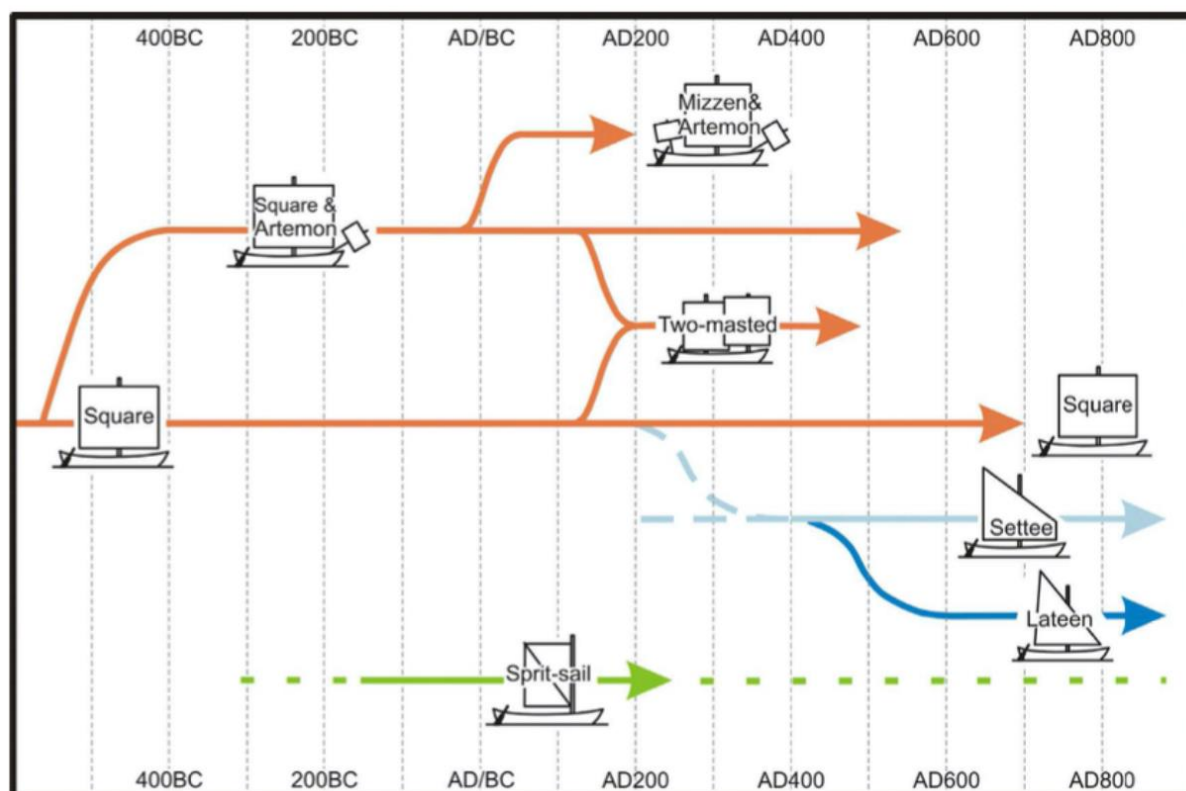 400BC 200BC AD/BC AD200 AD400 AD600 AD800
Mizzen&
Artemon
Square &
Artemon
Two-masted
Square
Square
Settee
Lateen
Sprit-sail
400BC 200BC AD/BC AD200 AD400 AD600 AD800